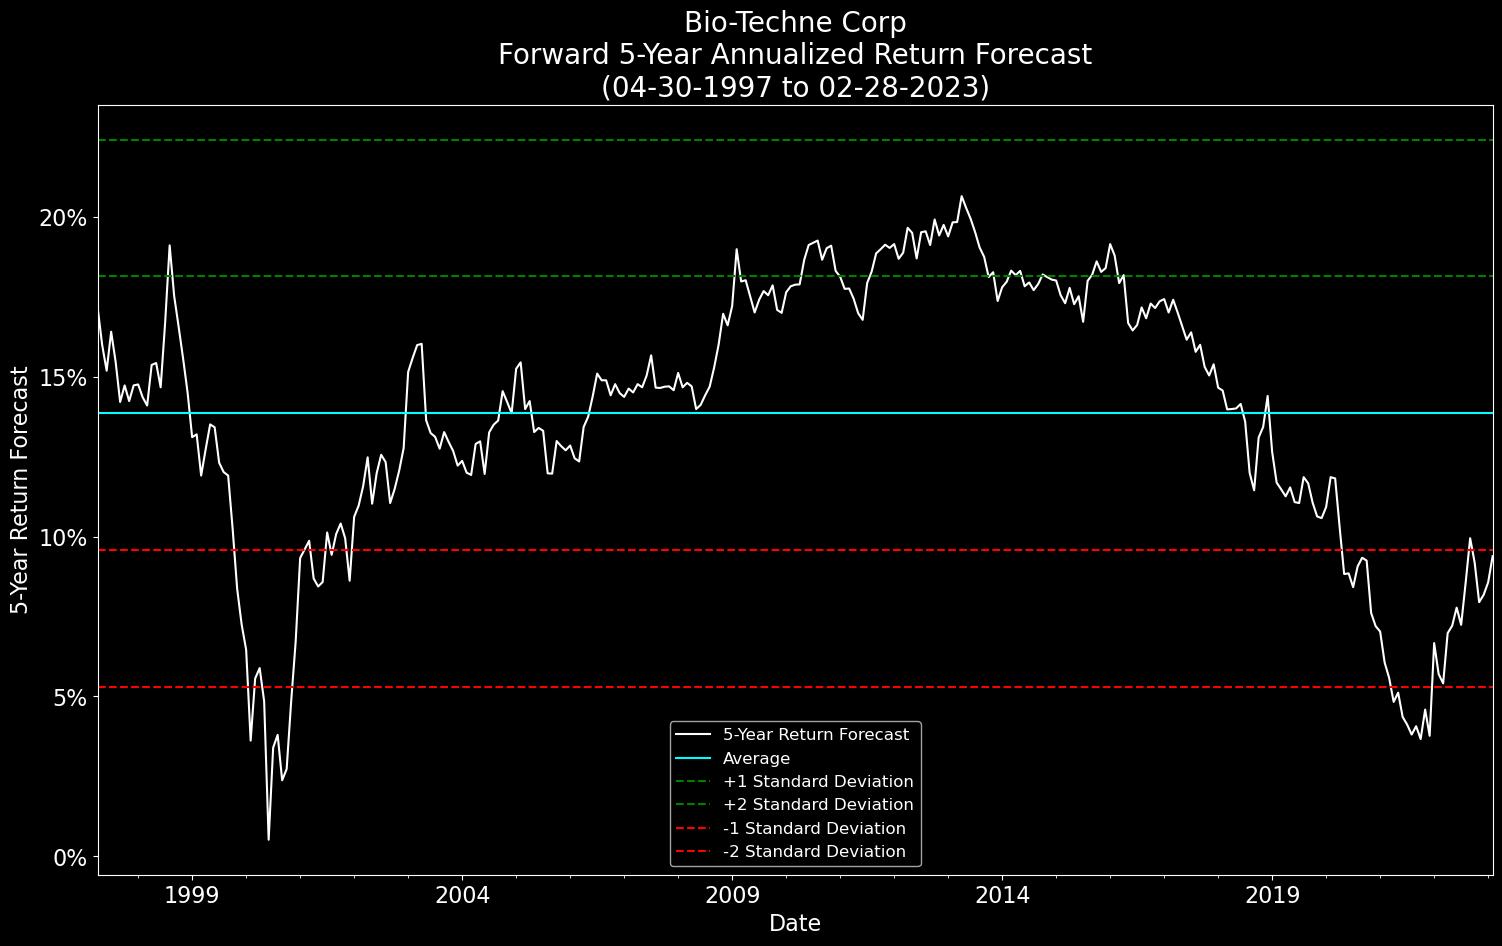 Bio-Techne Corp
Forward 5-Year Annualized Return Forecast
(04-30-1997 to 02-28-2023)
5-Year Return Forecast
20%
15%
10%
5%
0%
5-Year Return Forecast
Average
+1 Standard Deviation
+2 Standard Deviation
-1 Standard Deviation
-2 Standard Deviation
1999 2004 2009 2014 2019
Date